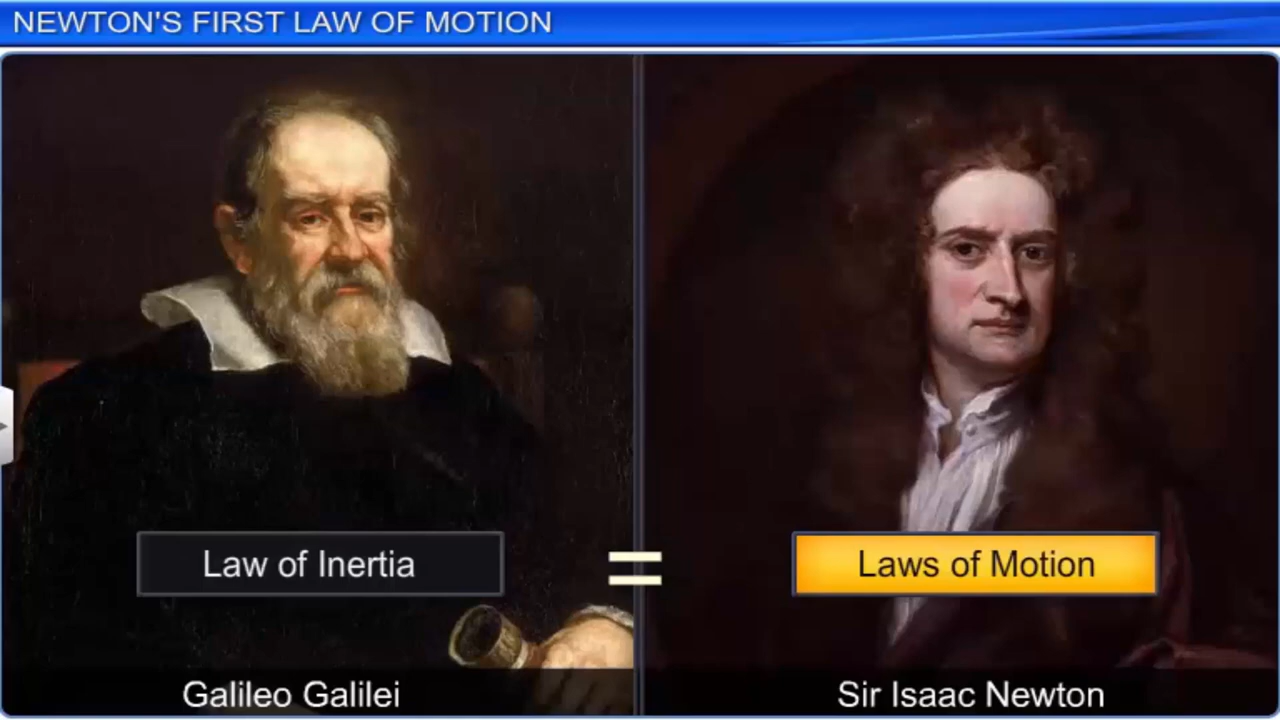 NEWTON'S FIRST LAW OF MOTION
Law of Inertia
=
Laws of Motion
Galileo Galilei
Sir Isaac Newton